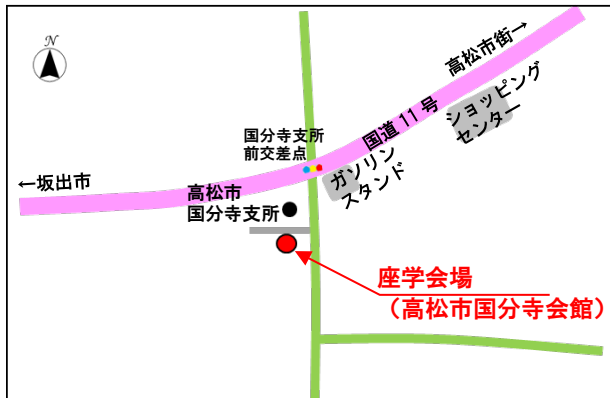 N
高松市街→
ショッピング
センター
国道11号
国分寺支所
前交差点
ガソリン
スタンド
←坂出市
高松市
国分寺支所
座学会場
（高松市国分寺会館）